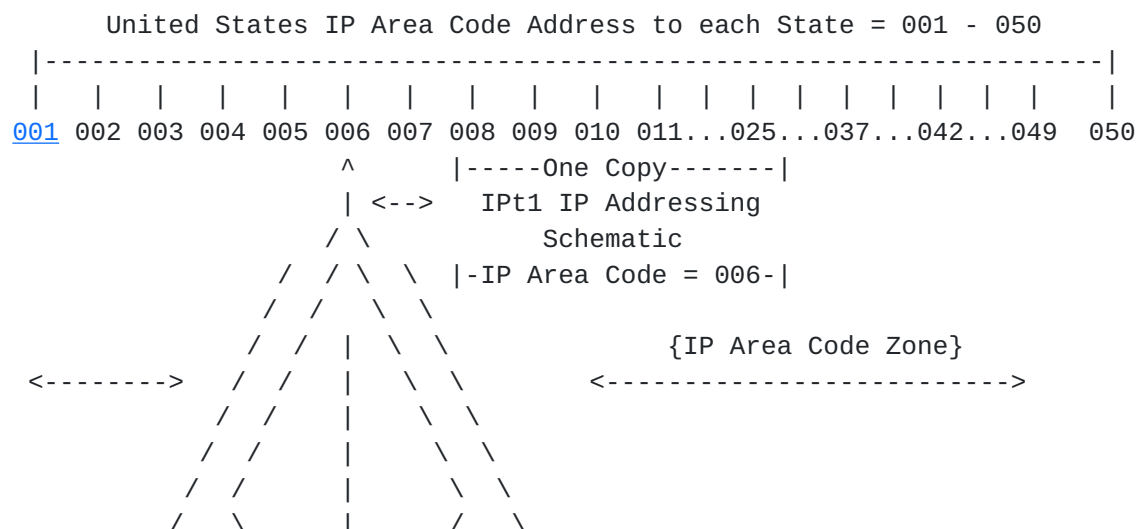 United States IP Area Code Address to each State = 001 - 050
|--------------------------------------------------------------------|
|   |   |   |   |   |   |   |   |   |   |  |  |  |  |  |  |  |  |    |
001 002 003 004 005 006 007 008 009 010 011...025...037...042...049  050
^      |-----One Copy-------|
| <-->   IPt1 IP Addressing
/ \           Schematic
/  / \  \  |-IP Area Code = 006-|
/  /   \  \
/  /  |  \  \              {IP Area Code Zone}
<-------->   /  /   |   \  \        <-------------------------->
/  /    |    \  \
/  /     |     \  \
/  /      |      \  \
/   \      |      /   \